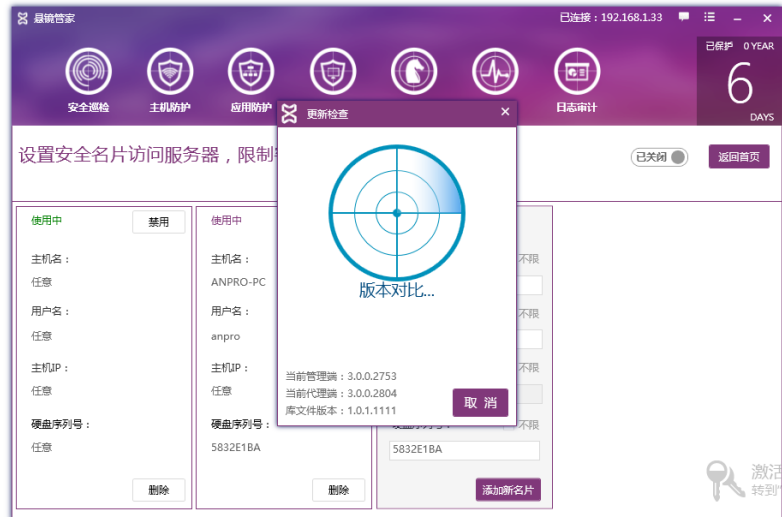 悬镜管家
已连接：192.168.1.33
已保护 0 YEAR
6
DAYS
安全巡检
主机防护
应用防护
日志审计
更新检查
设置安全名片访问服务器，限制
已关闭
返回首页
版本对比...
当前管理端：3.0.0.2753
当前代理端：3.0.0.2804
库文件版本：1.0.1.1111
取 消
使用中
禁用
主机名：
任意
用户名：
任意
主机IP：
任意
硬盘序列号：
任意
删除
使用中
主机名：
ANPRO-PC
用户名：
anpro
主机IP：
任意
硬盘序列号：
5832E1BA
删除
不限
不限
不限
硬盘序列号：
不限
5832E1BA
添加新名片
激活
转到"